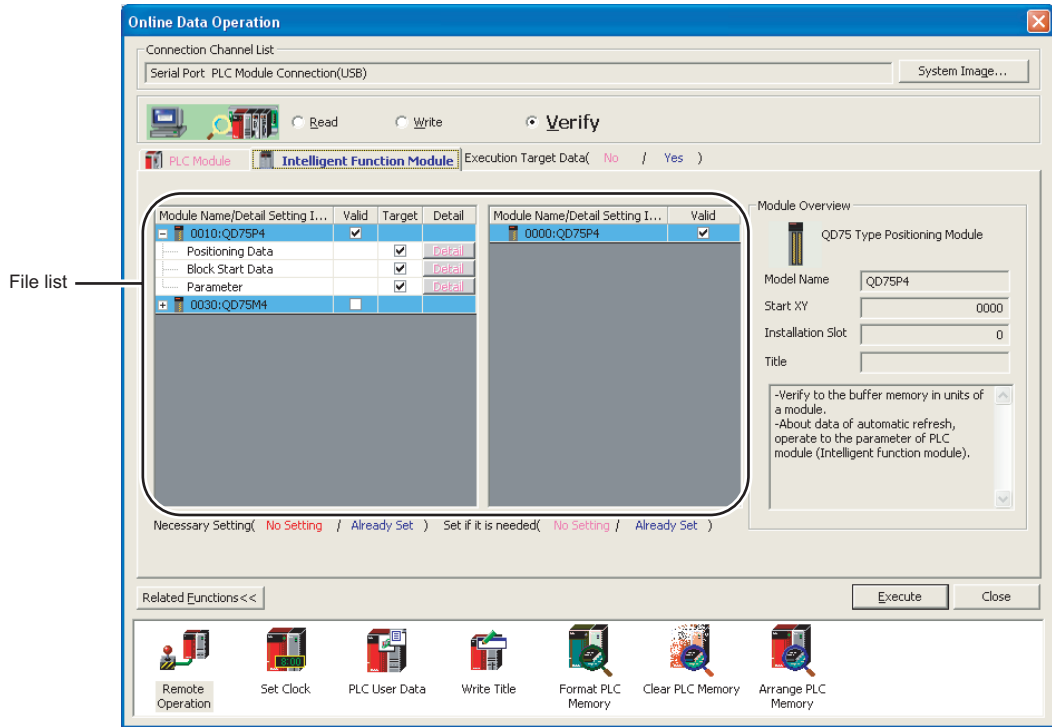 Online Data Operation
Connection Channel List
Serial Port PLC Module Connection(USB)
System Image...
Read
Write
Verify
PLC Module
Intelligent Function Module
Execution Target Data( No / Yes )
Module Name/Detail Setting I... Valid Target Detail
0010:QD75P4
Positioning Data Detail
Block Start Data Detail
Parameter Detail
0030:QD75M4
Module Name/Detail Setting I... Valid
0000:QD75P4
File list
Module Overview
QD75 Type Positioning Module
Model Name QD75P4
Start XY 0000
Installation Slot 0
Title
-Verify to the buffer memory in units of
a module.
-About data of automatic refresh,
operate to the parameter of PLC
module (Intelligent function module).
Necessary Setting( No Setting / Already Set ) Set if it is needed( No Setting / Already Set )
Related Functions<<
Execute
Close
Remote
Operation
Set Clock
PLC User Data
Write Title
Format PLC
Memory
Clear PLC Memory
Arrange PLC
Memory